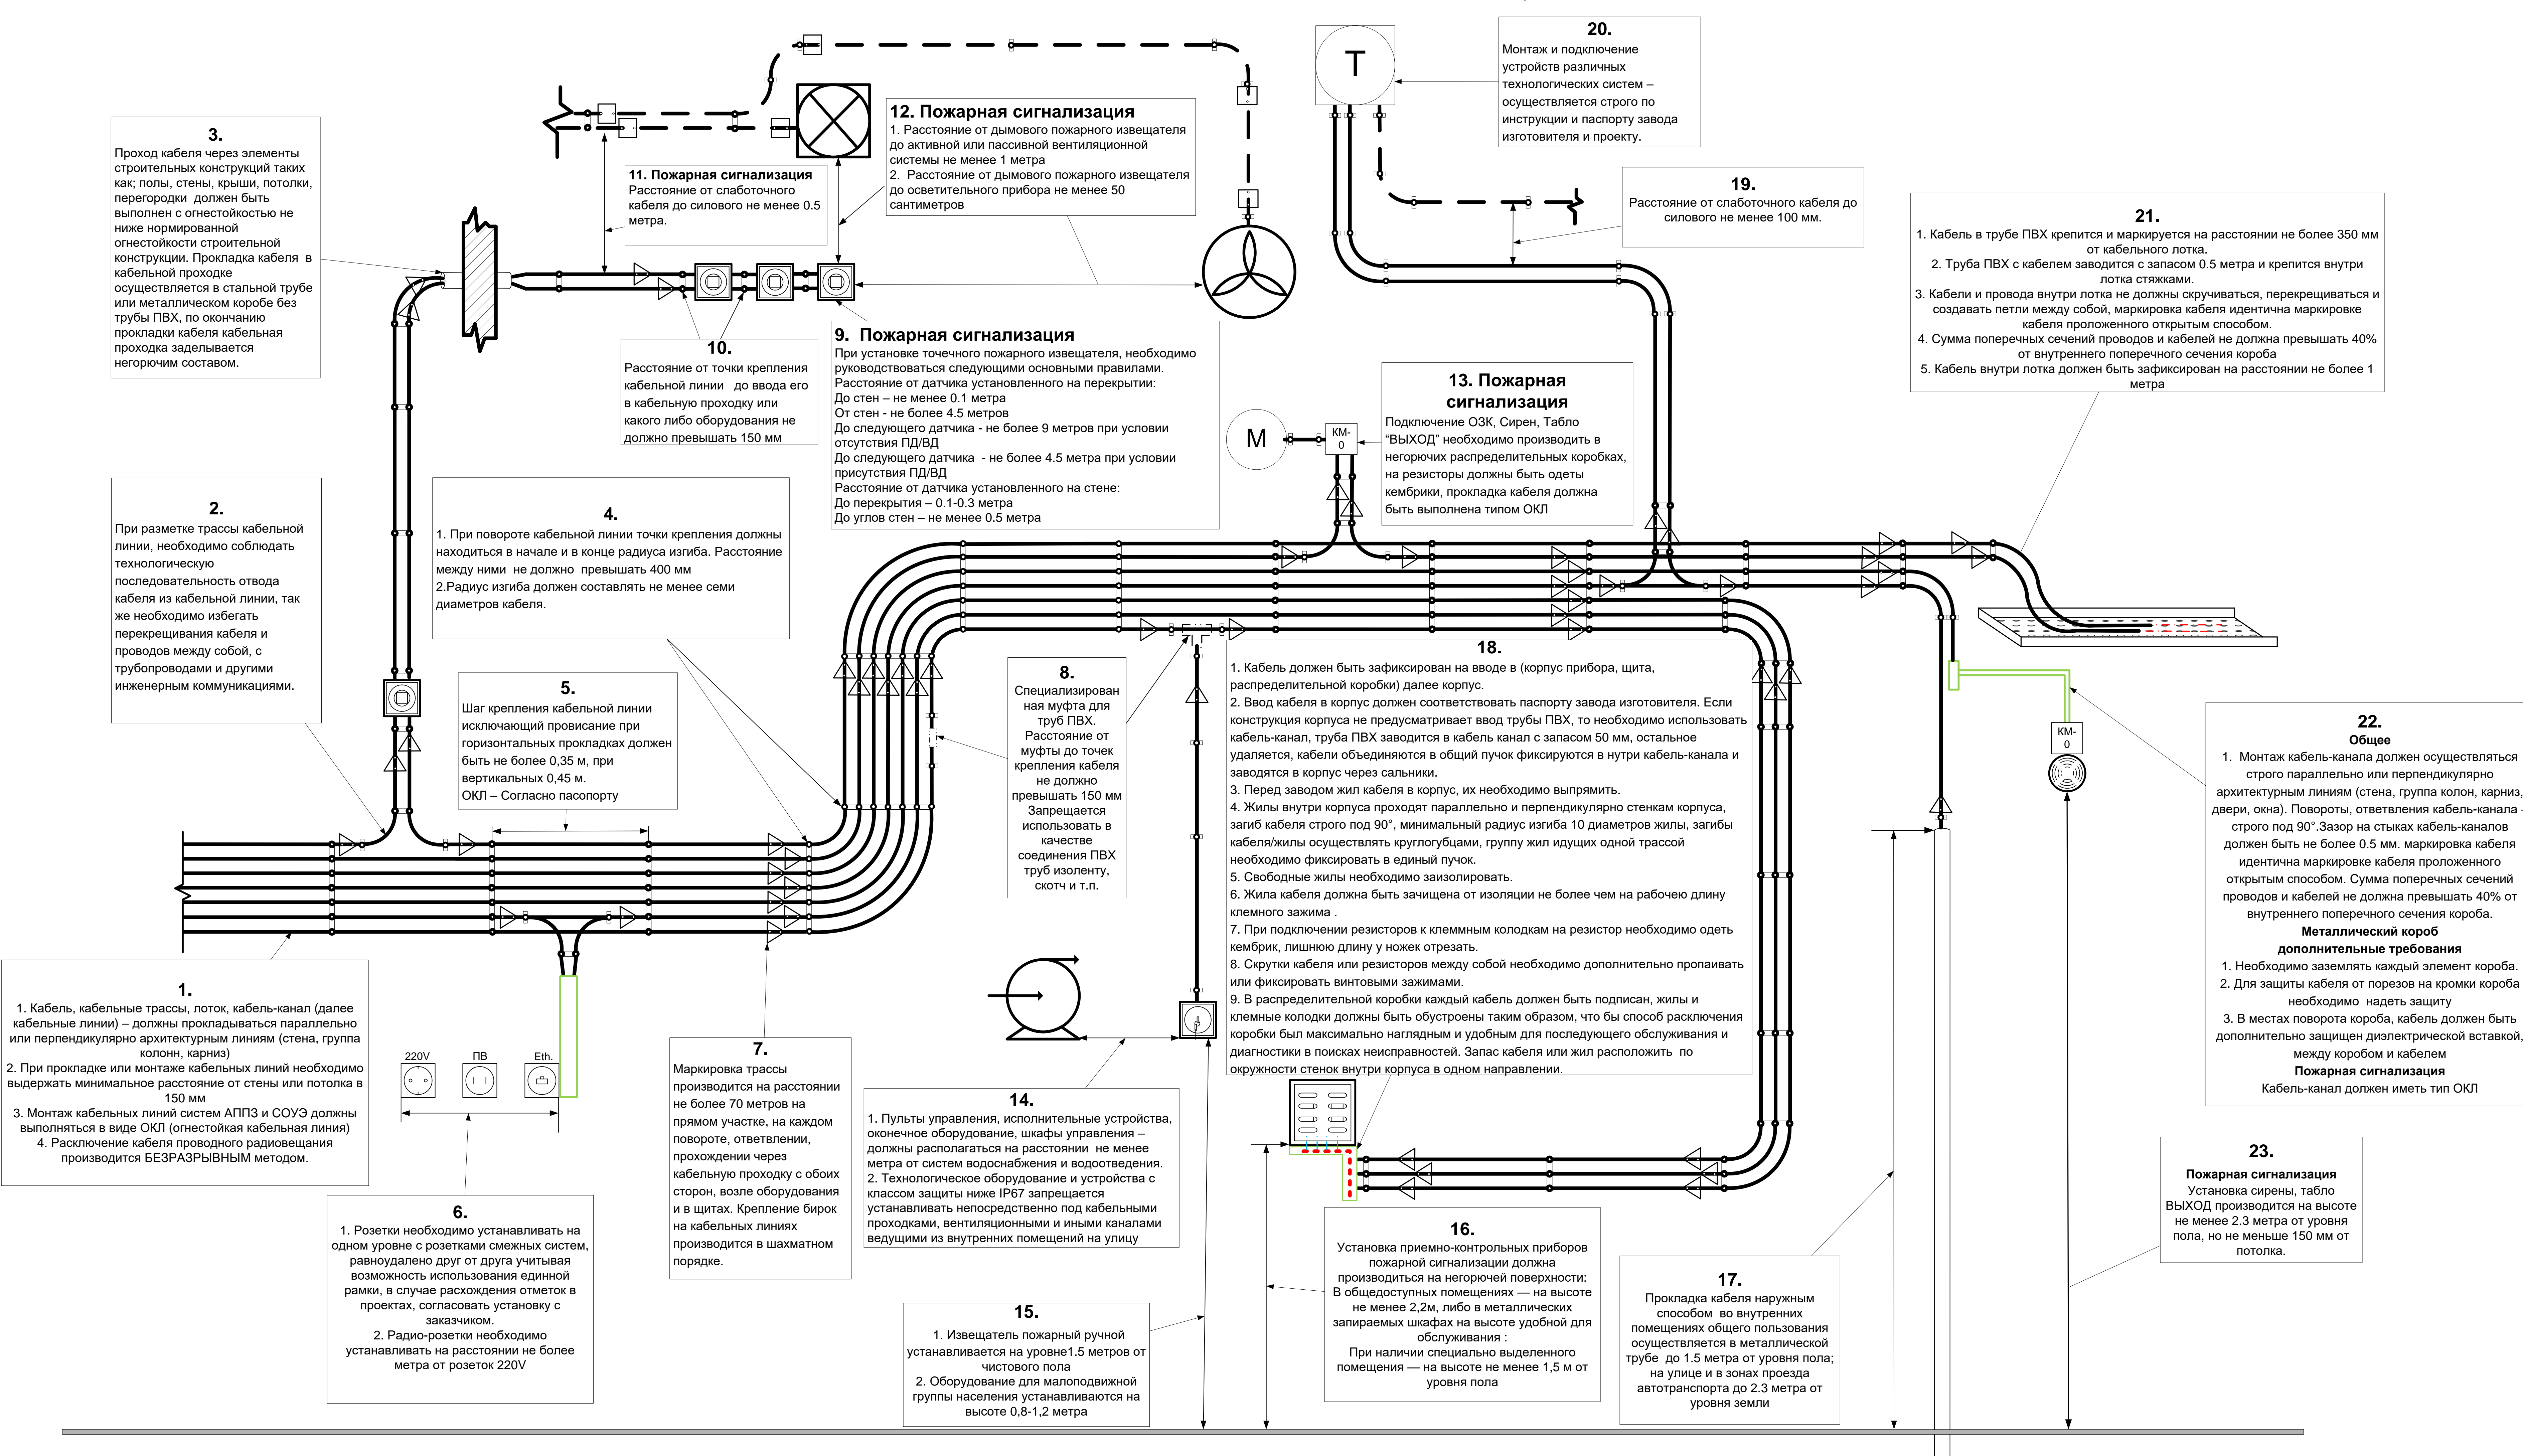 20.
Монтаж и подключение
устройств различных
технологических систем –
осуществляется строго по
инструкции и паспорту завода
изготовителя и проекту.
T
3.
Проход кабеля через элементы
строительных конструкций таких
как; полы, стены, крыши, потолки,
перегородки должен быть
выполнен с огнестойкостью не
ниже нормированной
огнестойкости строительной
конструкции. Прокладка кабеля в
кабельной проходке
осуществляется в стальной трубе
или металлическом коробе без
трубы ПВХ, по окончанию
прокладки кабеля кабельная
проходка заделывается
негорючим составом.
12. Пожарная сигнализация
1. Расстояние от дымового пожарного извещателя
до активной или пассивной вентиляционной
системы не менее 1 метра
2. Расстояние от дымового пожарного извещателя
до осветительного прибора не менее 50
сантиметров
11. Пожарная сигнализация
Расстояние от слаботочного
кабеля до силового не менее 0.5
метра.
19.
Расстояние от слаботочного кабеля до
силового не менее 100 мм.
21.
1. Кабель в трубе ПВХ крепится и маркируется на расстоянии не более 350 мм
от кабельного лотка.
2. Труба ПВХ с кабелем заводится с запасом 0.5 метра и крепится внутри
лотка стяжками.
3. Кабели и провода внутри лотка не должны скручиваться, перекрещиваться и
создавать петли между собой, маркировка кабеля идентична маркировке
кабеля проложенного открытым способом.
4. Сумма поперечных сечений проводов и кабелей не должна превышать 40%
от внутреннего поперечного сечения короба
5. Кабель внутри лотка должен быть зафиксирован на расстоянии не более 1
метра
10.
Расстояние от точки крепления
кабельной линии до ввода его
в кабельную проходку или
какого либо оборудования не
должно превышать 150 мм
9. Пожарная сигнализация
При установке точечного пожарного извещателя, необходимо
руководствоваться следующими основными правилами.
Расстояние от датчика установленного на перекрытии:
До стен – не менее 0.1 метра
От стен - не более 4.5 метров
До следующего датчика - не более 9 метров при условии
отсутствия ПД/ВД
До следующего датчика - не более 4.5 метра при условии
присутствия ПД/ВД
Расстояние от датчика установленного на стене:
До перекрытия – 0.1-0.3 метра
До углов стен – не менее 0.5 метра
13. Пожарная
сигнализация
Подключение ОЗК, Сирен, Табло
“ВЫХОД” необходимо производить в
негорючих распределительных коробках,
на резисторы должны быть одеты
кембрики, прокладка кабеля должна
быть выполнена типом ОКЛ
M
КМ-
0
2.
При разметке трассы кабельной
линии, необходимо соблюдать
технологическую
последовательность отвода
кабеля из кабельной линии, так
же необходимо избегать
перекрещивания кабеля и
проводов между собой, с
трубопроводами и другими
инженерным коммуникациями.
4.
1. При повороте кабельной линии точки крепления должны
находиться в начале и в конце радиуса изгиба. Расстояние
между ними не должно превышать 400 мм
2.Радиус изгиба должен составлять не менее семи
диаметров кабеля.
5.
Шаг крепления кабельной линии
исключающий провисание при
горизонтальных прокладках должен
быть не более 0,35 м, при
вертикальных 0,45 м.
ОКЛ – Согласно пасопорту
8.
Специализирован
ная муфта для
труб ПВХ.
Расстояние от
муфты до точек
крепления кабеля
не должно
превышать 150 мм
Запрещается
использовать в
качестве
соединения ПВХ
труб изоленту,
скотч и т.п.
18.
1. Кабель должен быть зафиксирован на вводе в (корпус прибора, щита,
распределительной коробки) далее корпус.
2. Ввод кабеля в корпус должен соответствовать паспорту завода изготовителя. Если
конструкция корпуса не предусматривает ввод трубы ПВХ, то необходимо использовать
кабель-канал, труба ПВХ заводится в кабель канал с запасом 50 мм, остальное
удаляется, кабели объединяются в общий пучок фиксируются в нутри кабель-канала и
заводятся в корпус через сальники.
3. Перед заводом жил кабеля в корпус, их необходимо выпрямить.
4. Жилы внутри корпуса проходят параллельно и перпендикулярно стенкам корпуса,
загиб кабеля строго под 90°, минимальный радиус изгиба 10 диаметров жилы, загибы
кабеля/жилы осуществлять круглогубцами, группу жил идущих одной трассой
необходимо фиксировать в единый пучок.
5. Свободные жилы необходимо заизолировать.
6. Жила кабеля должна быть зачищена от изоляции не более чем на рабочею длину
клемного зажима .
7. При подключении резисторов к клеммным колодкам на резистор необходимо одеть
кембрик, лишнюю длину у ножек отрезать.
8. Скрутки кабеля или резисторов между собой необходимо дополнительно пропаивать
или фиксировать винтовыми зажимами.
9. В распределительной коробки каждый кабель должен быть подписан, жилы и
клемные колодки должны быть обустроены таким образом, что бы способ расключения
коробки был максимально наглядным и удобным для последующего обслуживания и
диагностики в поисках неисправностей. Запас кабеля или жил расположить по
окружности стенок внутри корпуса в одном направлении.
КМ-
0
22.
Общее
1. Монтаж кабель-канала должен осуществляться
строго параллельно или перпендикулярно
архитектурным линиям (стена, группа колон, карниз,
двери, окна). Повороты, ответвления кабель-канала -
строго под 90°.Зазор на стыках кабель-каналов
должен быть не более 0.5 мм. маркировка кабеля
идентична маркировке кабеля проложенного
открытым способом. Сумма поперечных сечений
проводов и кабелей не должна превышать 40% от
внутреннего поперечного сечения короба.
Металлический короб
дополнительные требования
1. Необходимо заземлять каждый элемент короба.
2. Для защиты кабеля от порезов на кромки короба
необходимо надеть защиту
3. В местах поворота короба, кабель должен быть
дополнительно защищен диэлектрической вставкой,
между коробом и кабелем
Пожарная сигнализация
Кабель-канал должен иметь тип ОКЛ
1.
1. Кабель, кабельные трассы, лоток, кабель-канал (далее
кабельные линии) – должны прокладываться параллельно
или перпендикулярно архитектурным линиям (стена, группа
колонн, карниз)
2. При прокладке или монтаже кабельных линий необходимо
выдержать минимальное расстояние от стены или потолка в
150 мм
3. Монтаж кабельных линий систем АППЗ и СОУЭ должны
выполняться в виде ОКЛ (огнестойкая кабельная линия)
4. Расключение кабеля проводного радиовещания
производится БЕЗРАЗРЫВНЫМ методом.
220V
ПВ
Eth.
7.
Маркировка трассы
производится на расстоянии
не более 70 метров на
прямом участке, на каждом
повороте, ответвлении,
прохождении через
кабельную проходку с обоих
сторон, возле оборудования
и в щитах. Крепление бирок
на кабельных линиях
производится в шахматном
порядке.
14.
1. Пульты управления, исполнительные устройства,
оконечное оборудование, шкафы управления –
должны располагаться на расстоянии не менее
метра от систем водоснабжения и водоотведения.
2. Технологическое оборудование и устройства с
классом защиты ниже IP67 запрещается
устанавливать непосредственно под кабельными
проходками, вентиляционными и иными каналами
ведущими из внутренних помещений на улицу
23.
Пожарная сигнализация
Установка сирены, табло
ВЫХОД производится на высоте
не менее 2.3 метра от уровня
пола, но не меньше 150 мм от
потолка.
6.
1. Розетки необходимо устанавливать на
одном уровне с розетками смежных систем,
равноудалено друг от друга учитывая
возможность использования единной
рамки, в случае расхождения отметок в
проектах, согласовать установку с
заказчиком.
2. Радио-розетки необходимо
устанавливать на расстоянии не более
метра от розеток 220V
16.
Установка приемно-контрольных приборов
пожарной сигнализации должна
производиться на негорючей поверхности:
В общедоступных помещениях — на высоте
не менее 2,2м, либо в металлических
запираемых шкафах на высоте удобной для
обслуживания :
При наличии специально выделенного
помещения — на высоте не менее 1,5 м от
уровня пола
17.
Прокладка кабеля наружным
способом во внутренних
помещениях общего пользования
осуществляется в металлической
трубе до 1.5 метра от уровня пола;
на улице и в зонах проезда
автотранспорта до 2.3 метра от
уровня земли
15.
1. Извещатель пожарный ручной
устанавливается на уровне1.5 метров от
чистового пола
2. Оборудование для малоподвижной
группы населения устанавливаются на
высоте 0,8-1,2 метра